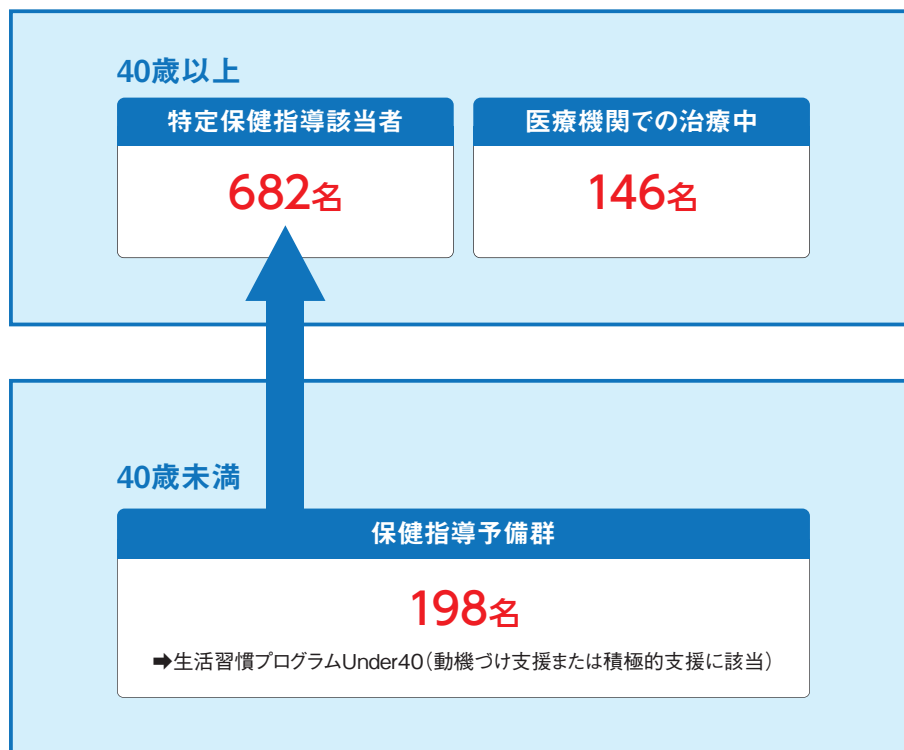 40歳以上
特定保健指導該当者
医療機関での治療中
682名
146名
40歳未満
保健指導予備群
198名
➡生活習慣プログラムUnder40（動機づけ支援または積極的支援に該当）